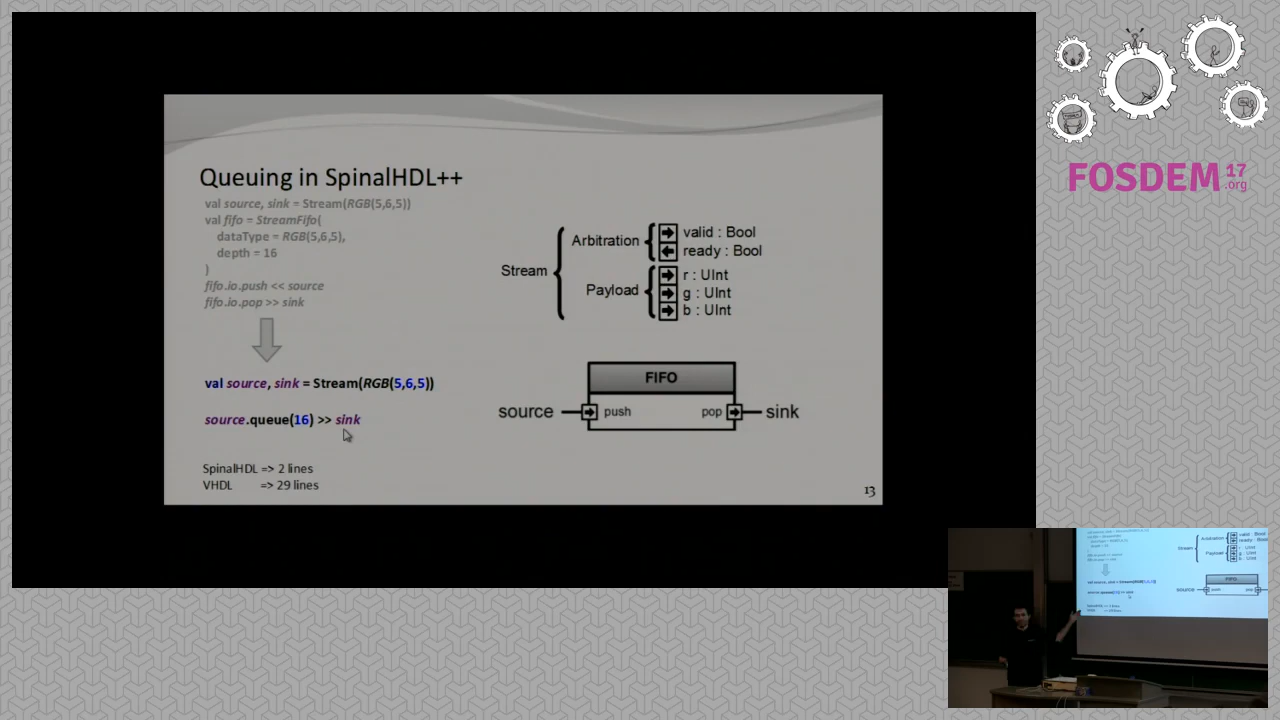 Queuing in SpinalHDL++
val source, sink = Stream(RGB(5,6,5))
val fifo = StreamFifo(
dataType = RGB(5,6,5),
depth = 16
)
fifo.io.push << source
fifo.io.pop >> sink
val source, sink = Stream(RGB(5,6,5))
source.queue(16) >> sink
SpinalHDL => 2 lines
VHDL => 29 lines
Stream
Arbitration
valid : Bool
ready : Bool
Payload
r : UInt
g : UInt
b : UInt
FIFO
source
push
pop
sink
13
FOSDEM 17
.org